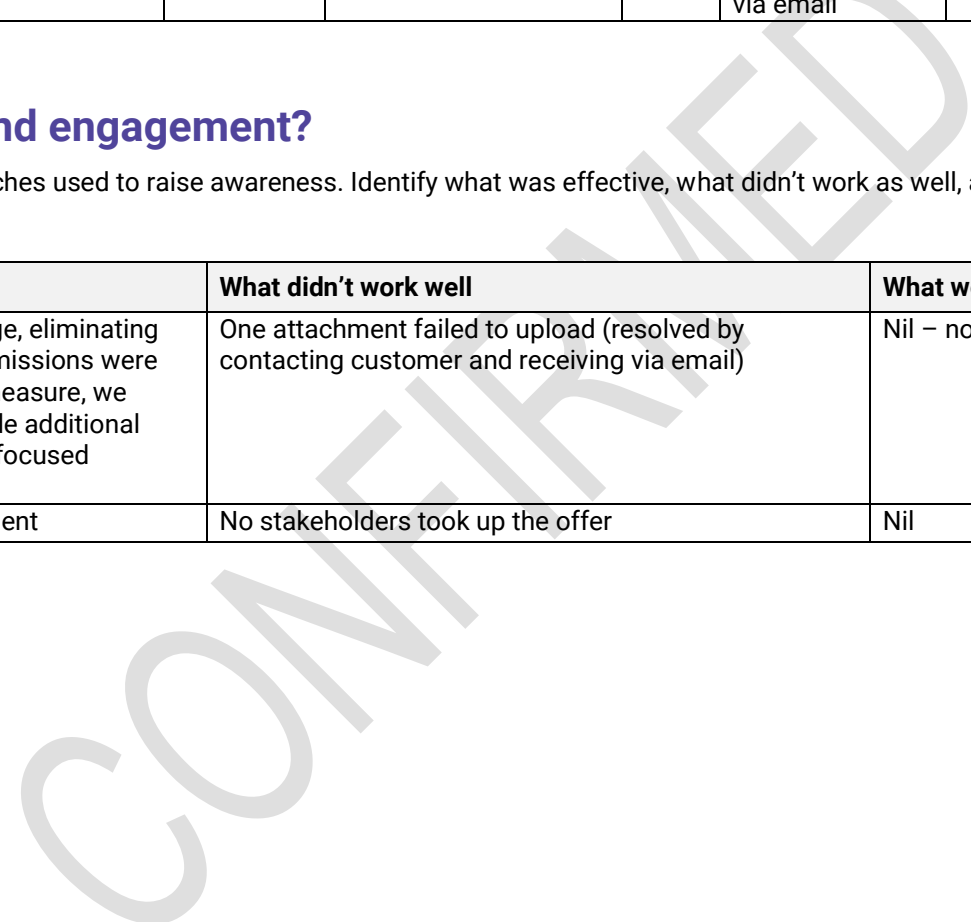 via email
nd engagement?
ches used to raise awareness. Identify what was effective, what didn't work as well,
What didn't work well
What w
ge, eliminating
missions were
easure, we
le additional
focused
One attachment failed to upload (resolved by
contacting customer and receiving via email)
Nil – no
ent
No stakeholders took up the offer
Nil
CONFIRMED